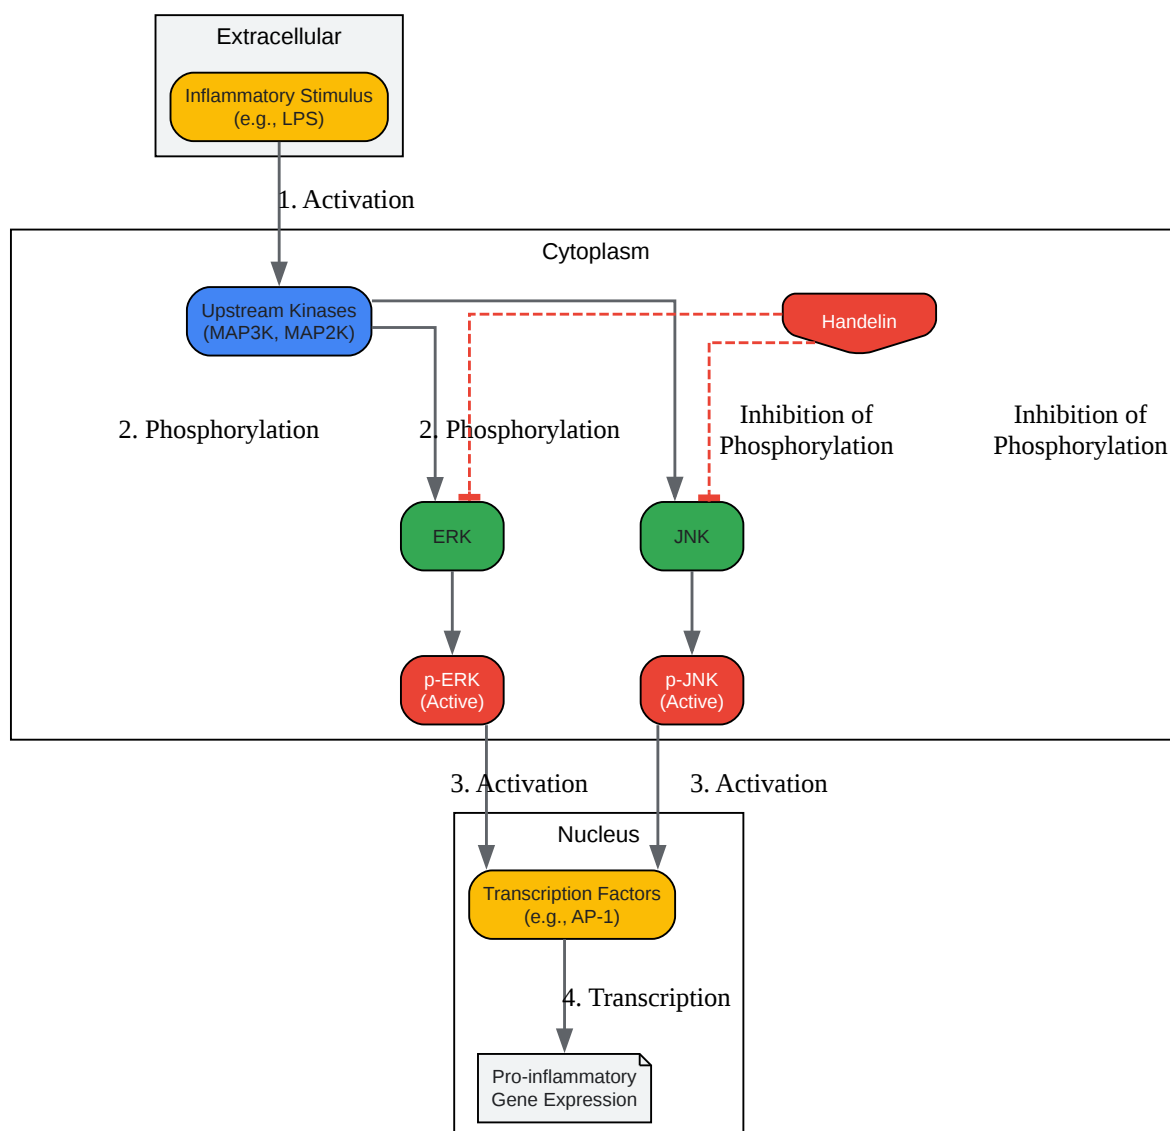 Extracellular
Inflammatory Stimulus
(e.g., LPS)
1. Activation
Cytoplasm
Upstream Kinases
(MAP3K, MAP2K)
Handelin
2. Phosphorylation
2. Phosphorylation
Inhibition of
Phosphorylation
Inhibition of
Phosphorylation
ERK
JNK
p-ERK
(Active)
p-JNK
(Active)
3. Activation
3. Activation
Nucleus
Transcription Factors
(e.g., AP-1)
4. Transcription
Pro-inflammatory
Gene Expression